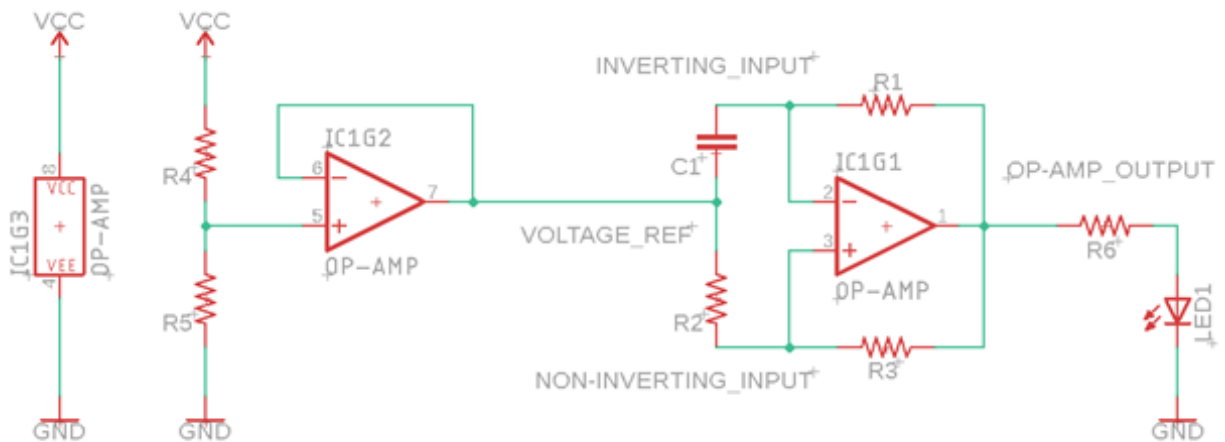 VCC
VCC
INVERTING_INPUT
R1
IC1G2
IC1G1
8
VCC
VEE
4
IC1G3
OP-AMP
R4
6
5
7
C1
2
3
1
OP-AMP_OUTPUT
VOLTAGE_REF
R6
OP-AMP
OP-AMP
R5
R2
LED1
R3
NON-INVERTING_INPUT
GND
GND
GND